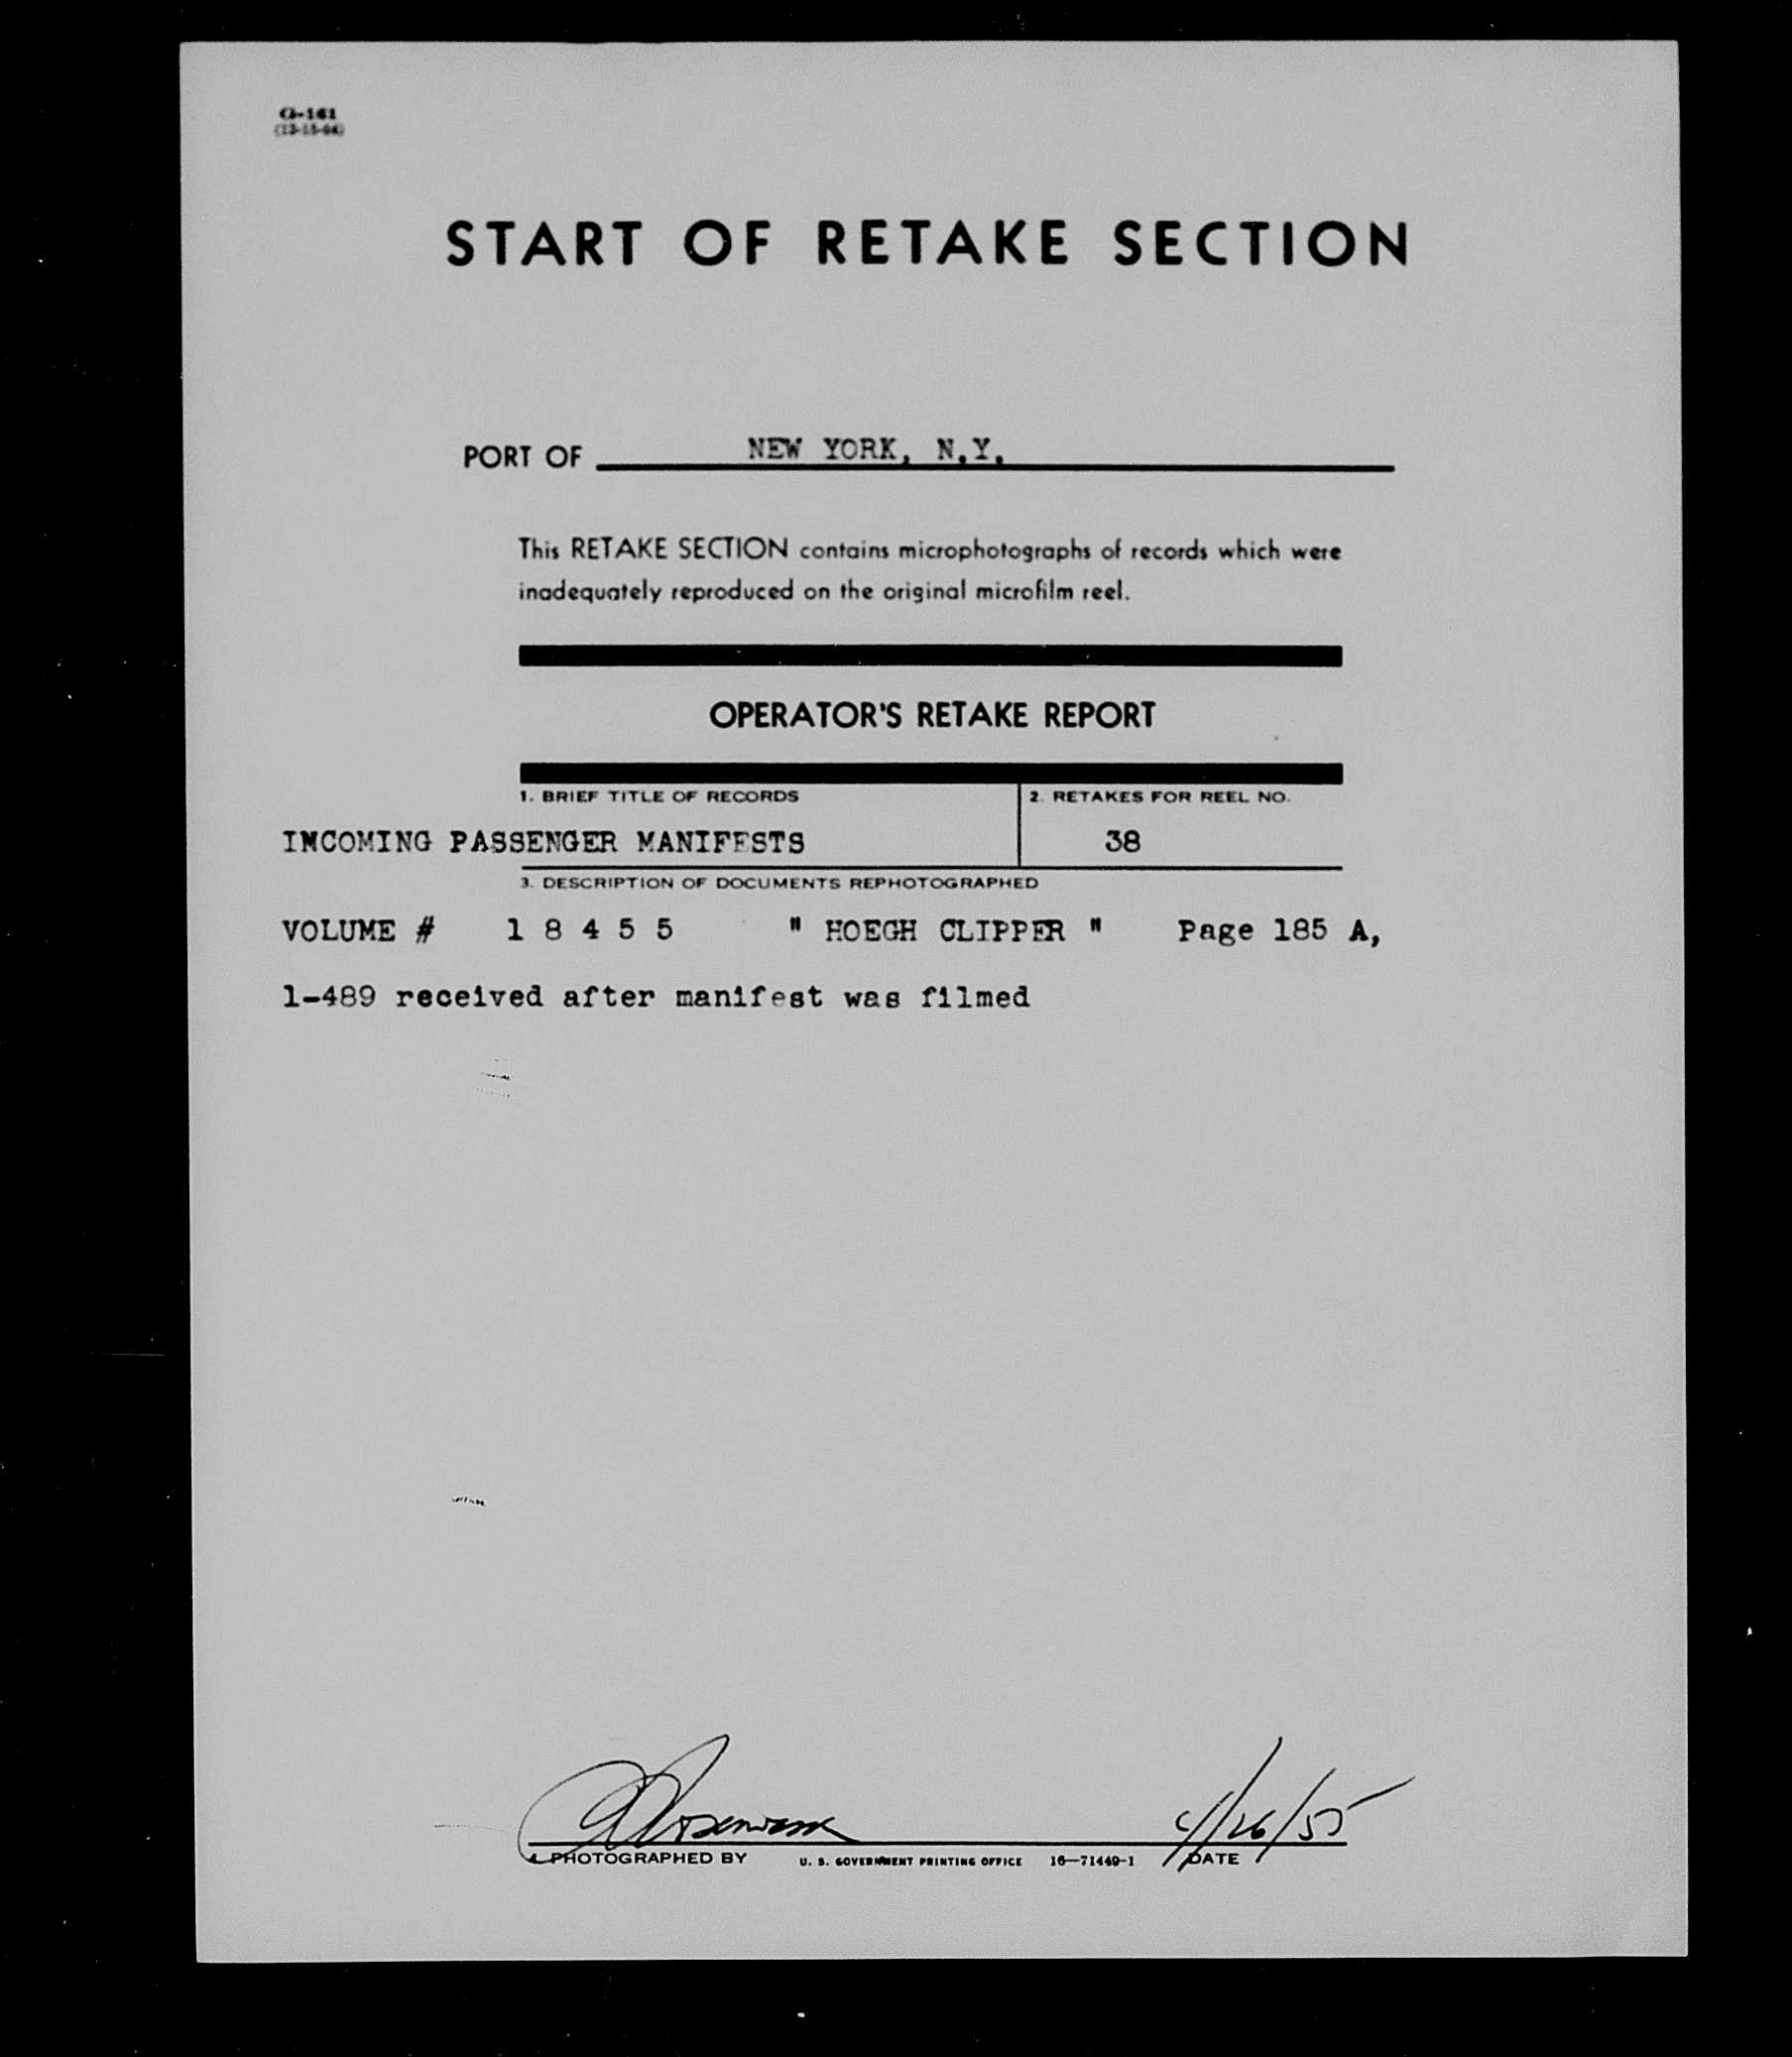 G-161
START OF RETAKE SECTION
PORT OF NEW YORK, N.Y.
This RETAKE SECTION contains microphotographs of records which were
inadequately reproduced on the original microfilm reel.
OPERATOR'S RETAKE REPORT
1. BRIEF TITLE OF RECORDS 2. RETAKES FOR REEL NO.
INCOMING PASSENGER MANIFESTS 38
3. DESCRIPTION OF DOCUMENTS REPHOTOGRAPHED
VOLUME # 1 8 4 5 5 " HOEGH CLIPPER " Page 185 A,
1-489 received after manifest was filmed
4/26/55
4. PHOTOGRAPHED BY U. S. GOVERNMENT PRINTING OFFICE 16—71449-1 DATE